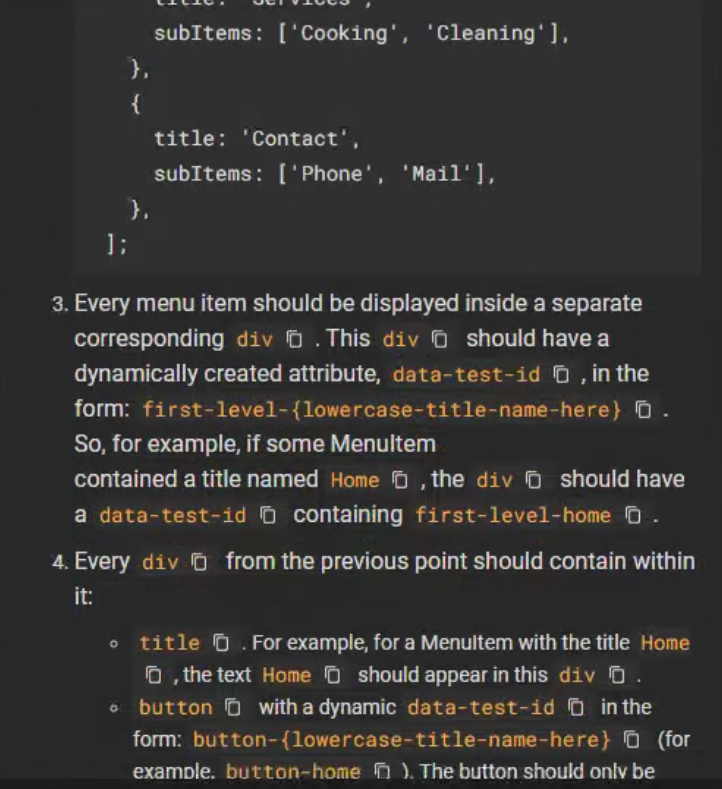 title: 'Services',
subItems: ['Cooking', 'Cleaning'],
},
{
title: 'Contact',
subItems: ['Phone', 'Mail'],
},
];
3. Every menu item should be displayed inside a separate
corresponding div . This div should have a
dynamically created attribute, data-test-id , in the
form: first-level-{lowercase-title-name-here} .
So, for example, if some MenuItem
contained a title named Home , the div should have
a data-test-id containing first-level-home .
4. Every div from the previous point should contain within
it:
title . For example, for a MenuItem with the title Home
, the text Home should appear in this div .
button with a dynamic data-test-id in the
form: button-{lowercase-title-name-here} (for
example, button-home ). The button should only be